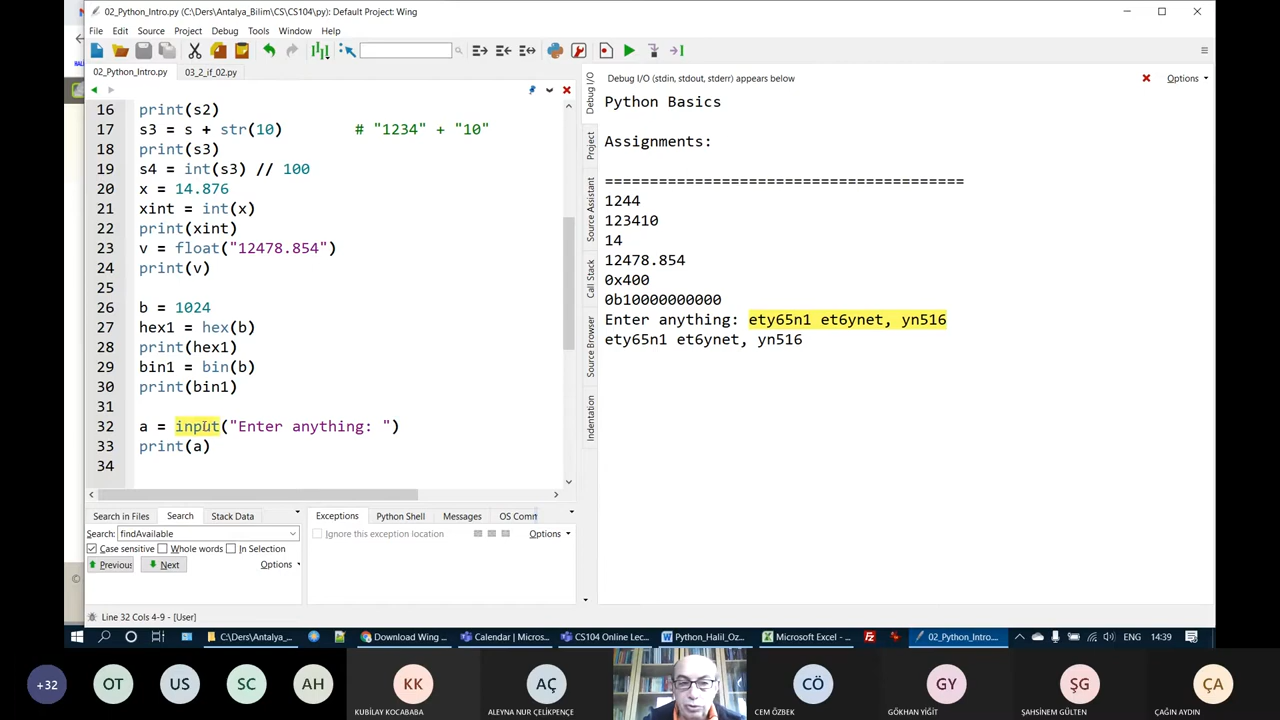 02_Python_Intro.py (C:\Ders\Antalya_Bilim\CS\CS104\py): Default Project: Wing
File Edit Source Project Debug Tools Window Help
02_Python_Intro.py 03_2_if_02.py
16 print(s2)
17 s3 = s + str(10) # "1234" + "10"
18 print(s3)
19 s4 = int(s3) // 100
20 x = 14.876
21 xint = int(x)
22 print(xint)
23 v = float("12478.854")
24 print(v)
25
26 b = 1024
27 hex1 = hex(b)
28 print(hex1)
29 bin1 = bin(b)
30 print(bin1)
31
32 a = input("Enter anything: ")
33 print(a)
34
Search in Files Search Stack Data
Search: findAvailable
Case sensitive Whole words In Selection
Previous Next Options
Exceptions Python Shell Messages OS Comm
Ignore this exception location Options
Debug I/O
Project
Source Assistant
Call Stack
Source Browser
Indentation
Debug I/O (stdin, stdout, stderr) appears below Options
Python Basics
Assignments:
========================================
1244
123410
14
12478.854
0x400
0b10000000000
Enter anything: ety65n1 et6ynet, yn516
ety65n1 et6ynet, yn516
Line 32 Cols 4-9 - [User]
C:\Ders\Antalya_... Download Wing ... Calendar | Micros... CS104 Online Lec... Python_Halil_Oz... Microsoft Excel - ... 02_Python_Intro.... ENG 14:39
+32 OT US SC AH KK AÇ CÖ GY ŞG ÇA
KUBİLAY KOCABABA ALEYNA NUR ÇELİKPENÇE CEM ÖZBEK GÖKHAN YİĞİT ŞAHSİNEM GÜLTEN ÇAĞIN AYDIN